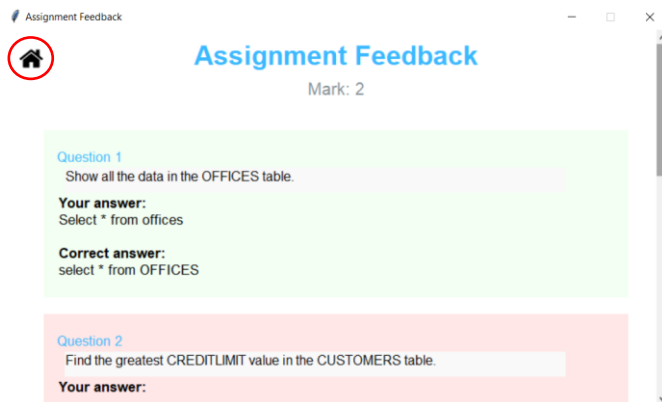 Assignment Feedback
Assignment Feedback
Mark: 2
Question 1
Show all the data in the OFFICES table.
Your answer:
Select * from offices
Correct answer:
select * from OFFICES
Question 2
Find the greatest CREDITLIMIT value in the CUSTOMERS table.
Your answer: